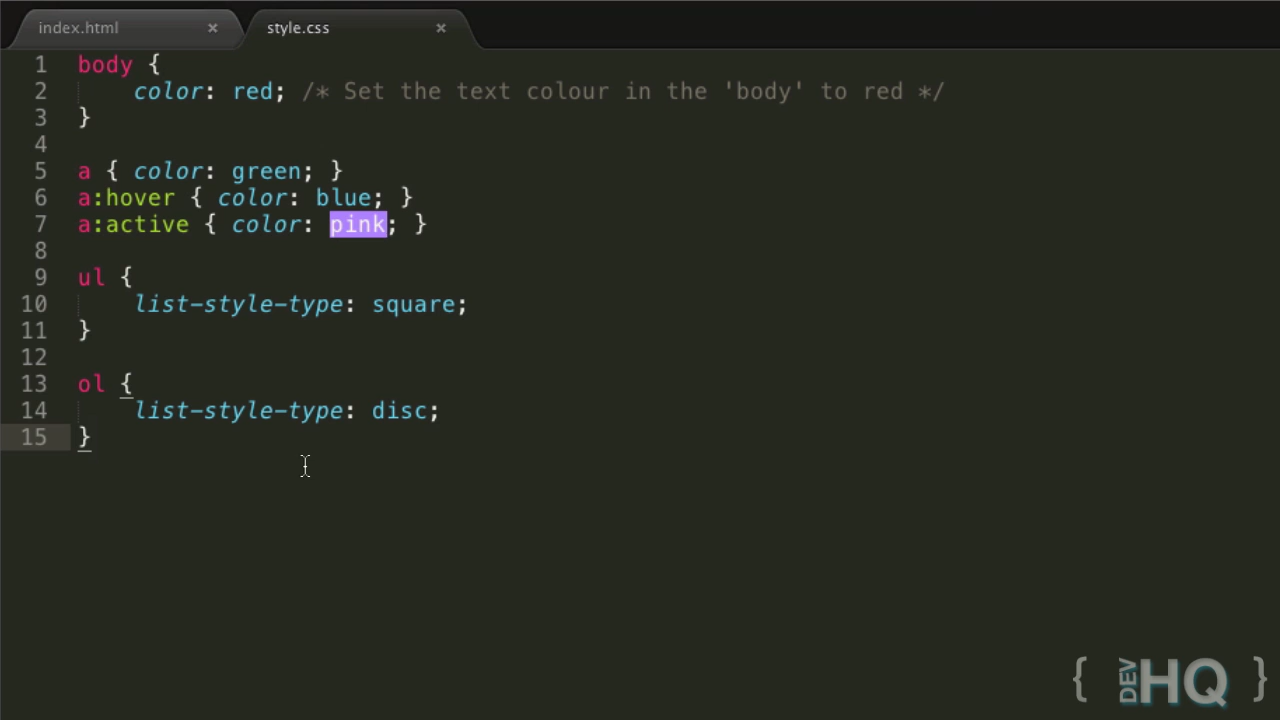 index.html × style.css ×
1 body {
2 color: red; /* Set the text colour in the 'body' to red */
3 }
4
5 a { color: green; }
6 a:hover { color: blue; }
7 a:active { color: pink; }
8
9 ul {
10 list-style-type: square;
11 }
12
13 ol {
14 list-style-type: disc;
15 }
{ DEV HQ }